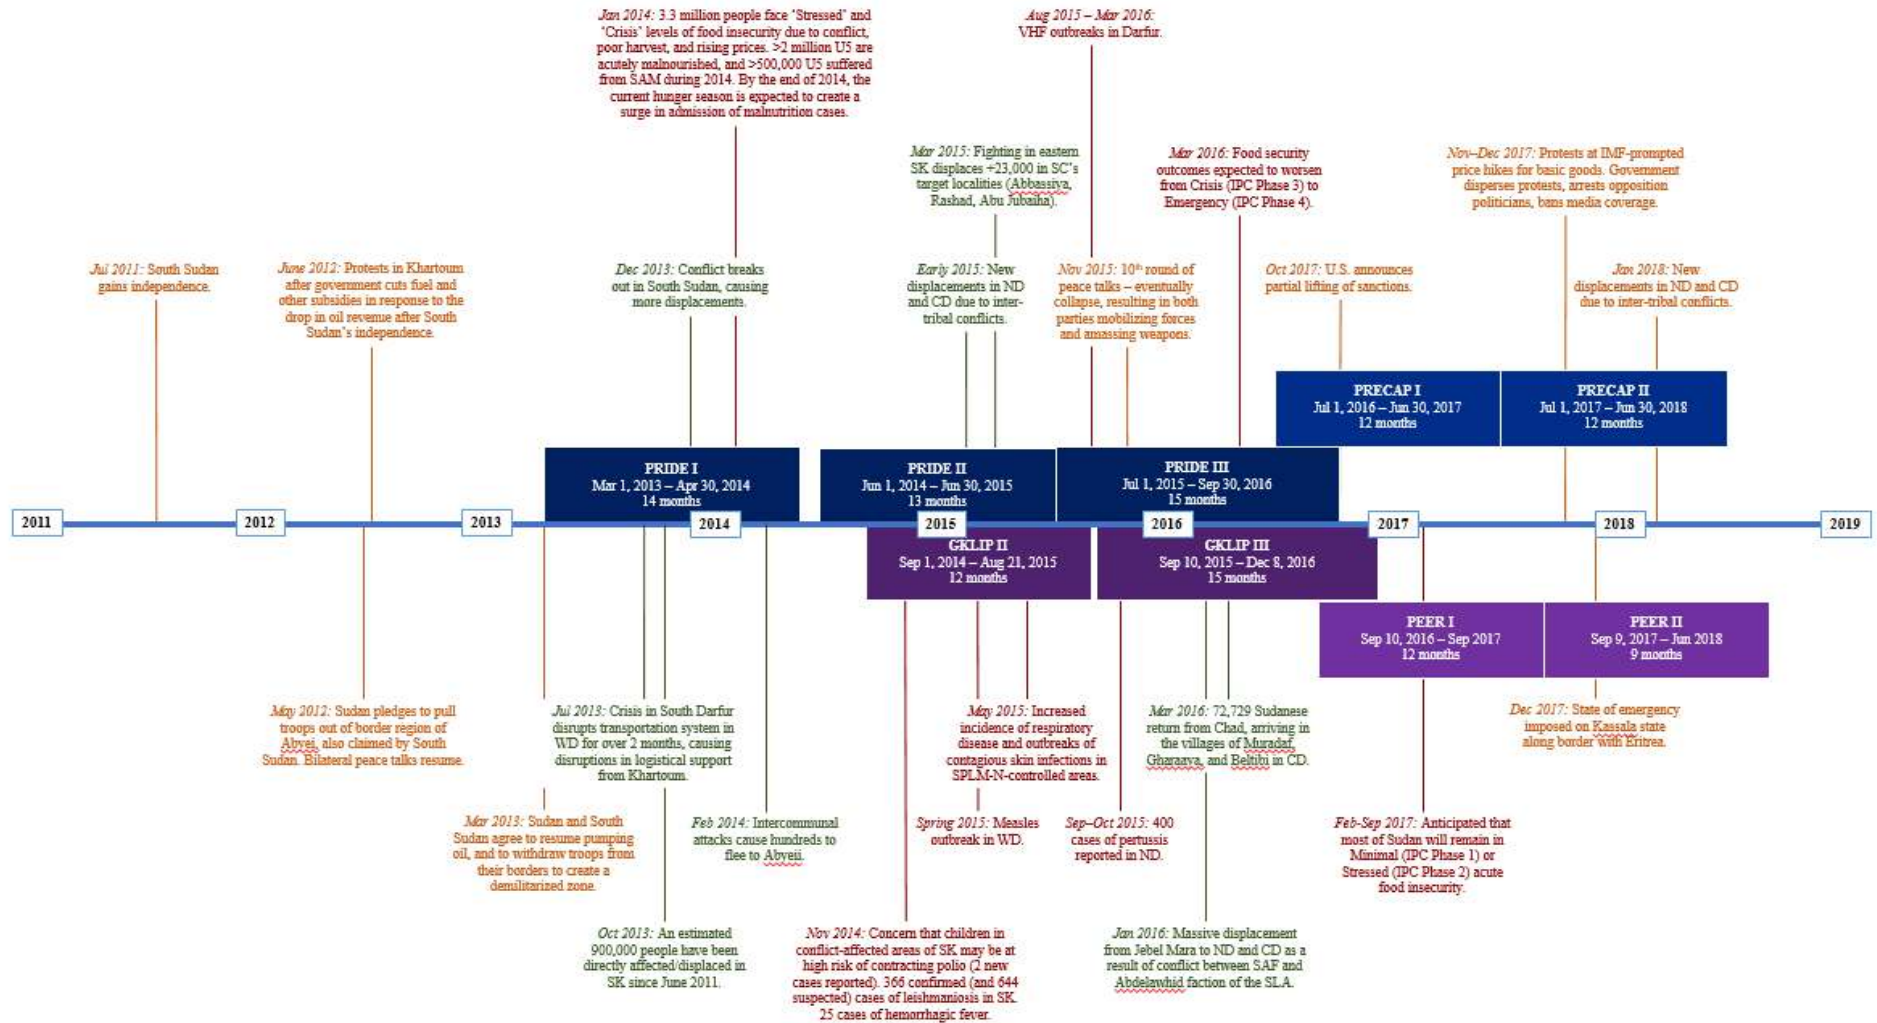 Jan 2014: 3.3 million people face 'Stressed' and
'Crisis' levels of food insecurity due to conflict,
poor harvest, and rising prices. >2 million U5 are
acutely malnourished, and >500,000 U5 suffered
from SAM during 2014. By the end of 2014, the
current hunger season is expected to create a
surge in admission of malnutrition cases.
Aug 2015 – Mar 2016:
VHF outbreaks in Darfur.
Mar 2015: Fighting in eastern
SK displaces +23,000 in SC's
target localities (Abbassiya,
Rashad, Abu Jubaiha).
Mar 2016: Food security
outcomes expected to worsen
from Crisis (IPC Phase 3) to
Emergency (IPC Phase 4).
Nov–Dec 2017: Protests at IMF-prompted
price hikes for basic goods. Government
disperses protests, arrests opposition
politicians, bans media coverage.
Jul 2011: South Sudan
gains independence.
June 2012: Protests in Khartoum
after government cuts fuel and
other subsidies in response to the
drop in oil revenue after South
Sudan's independence.
Dec 2013: Conflict breaks
out in South Sudan, causing
more displacements.
Early 2015: New
displacements in ND
and CD due to inter-
tribal conflicts.
Nov 2015: 10th round of
peace talks – eventually
collapse, resulting in both
parties mobilizing forces
and amassing weapons.
Oct 2017: U.S. announces
partial lifting of sanctions.
Jan 2018: New
displacements in ND and CD
due to inter-tribal conflicts.
PRECAP I
Jul 1, 2016 – Jun 30, 2017
12 months
PRECAP II
Jul 1, 2017 – Jun 30, 2018
12 months
PRIDE I
Mar 1, 2013 – Apr 30, 2014
14 months
PRIDE II
Jun 1, 2014 – Jun 30, 2015
13 months
PRIDE III
Jul 1, 2015 – Sep 30, 2016
15 months
2011
2012
2013
2014
2015
2016
2017
2018
2019
GKLIP II
Sep 1, 2014 – Aug 21, 2015
12 months
GKLIP III
Sep 10, 2015 – Dec 8, 2016
15 months
PEER I
Sep 10, 2016 – Sep 2017
12 months
PEER II
Sep 9, 2017 – Jun 2018
9 months
May 2012: Sudan pledges to pull
troops out of border region of
Abyei, also claimed by South
Sudan. Bilateral peace talks resume.
Jul 2013: Crisis in South Darfur
disrupts transportation system in
WD for over 2 months, causing
disruptions in logistical support
from Khartoum.
May 2015: Increased
incidence of respiratory
disease and outbreaks of
contagious skin infections in
SPLM-N-controlled areas.
Mar 2016: 72,729 Sudanese
return from Chad, arriving in
the villages of Muradaf,
Gharaava, and Beltibi in CD.
Dec 2017: State of emergency
imposed on Kassala state
along border with Eritrea.
Mar 2013: Sudan and South
Sudan agree to resume pumping
oil, and to withdraw troops from
their borders to create a
demilitarized zone.
Feb 2014: Intercommunal
attacks cause hundreds to
flee to Abyeii.
Spring 2015: Measles
outbreak in WD.
Sep–Oct 2015: 400
cases of pertussis
reported in ND.
Feb-Sep 2017: Anticipated that
most of Sudan will remain in
Minimal (IPC Phase 1) or
Stressed (IPC Phase 2) acute
food insecurity.
Oct 2013: An estimated
900,000 people have been
directly affected/displaced in
SK since June 2011.
Nov 2014: Concern that children in
conflict-affected areas of SK may be at
high risk of contracting polio (2 new
cases reported). 366 confirmed (and 644
suspected) cases of leishmaniosis in SK.
25 cases of hemorrhagic fever.
Jan 2016: Massive displacement
from Jebel Mara to ND and CD as a
result of conflict between SAF and
Abdelawhid faction of the SLA.